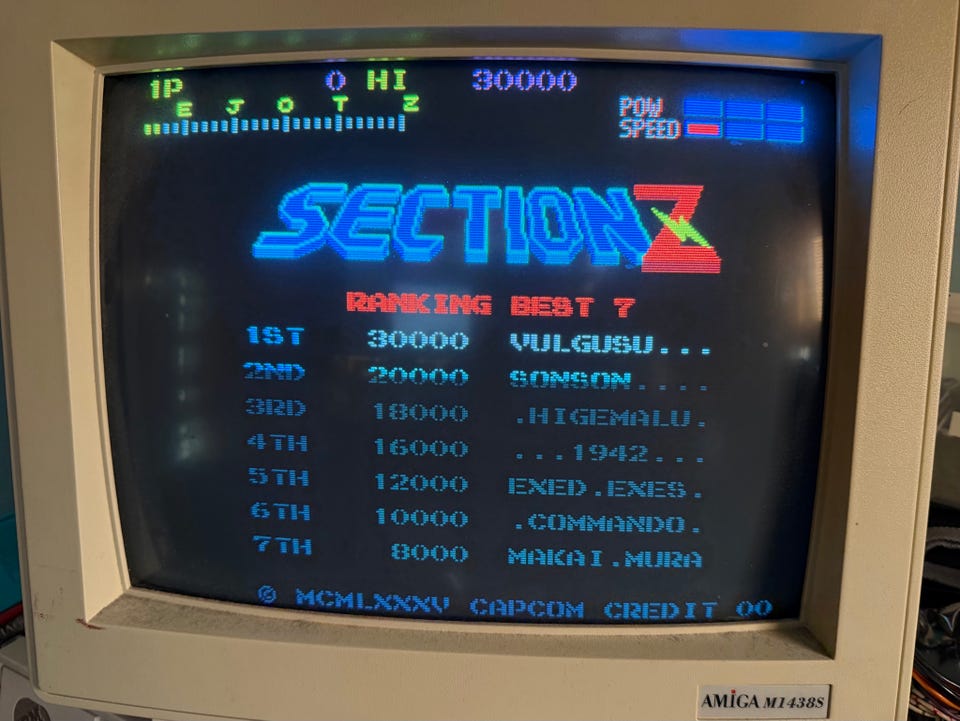 1P 0 HI 30000
E J O T Z
POW
SPEED
SECTION Z
RANKING BEST 7
1ST 30000 VULGUSU...
2ND 20000 SONSON....
3RD 18000 .HIGEMALU.
4TH 16000 ...1942...
5TH 12000 EXED.EXES.
6TH 10000 .COMMANDO.
7TH 8000 MAKAI.MURA
© MCMLXXXV CAPCOM CREDIT 00
AMIGA M1438S